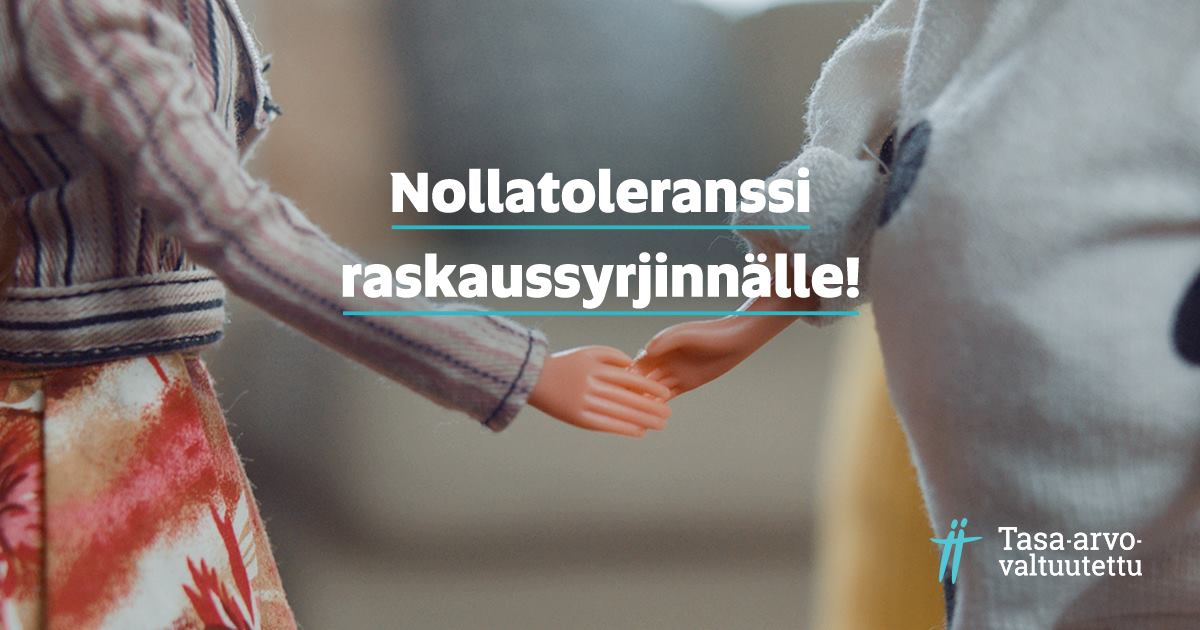 Nollatoleranssi
raskaussyrjinnälle!
Tasa-arvo-
valtuutettu